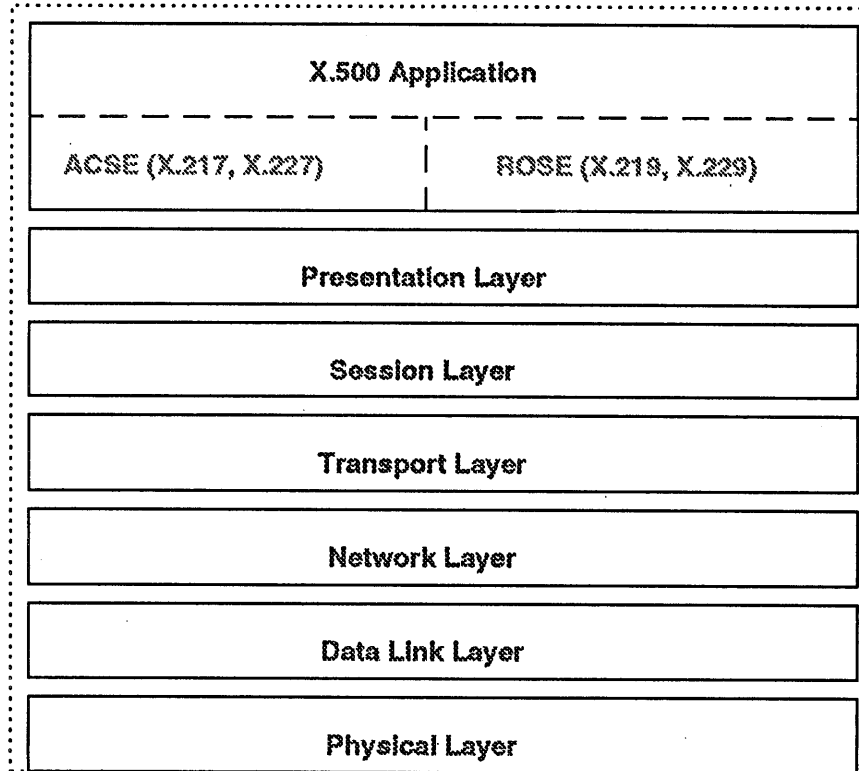 X.500 Application
ACSE (X.217, X.227)
ROSE (X.219, X.229)
Presentation Layer
Session Layer
Transport Layer
Network Layer
Data Link Layer
Physical Layer